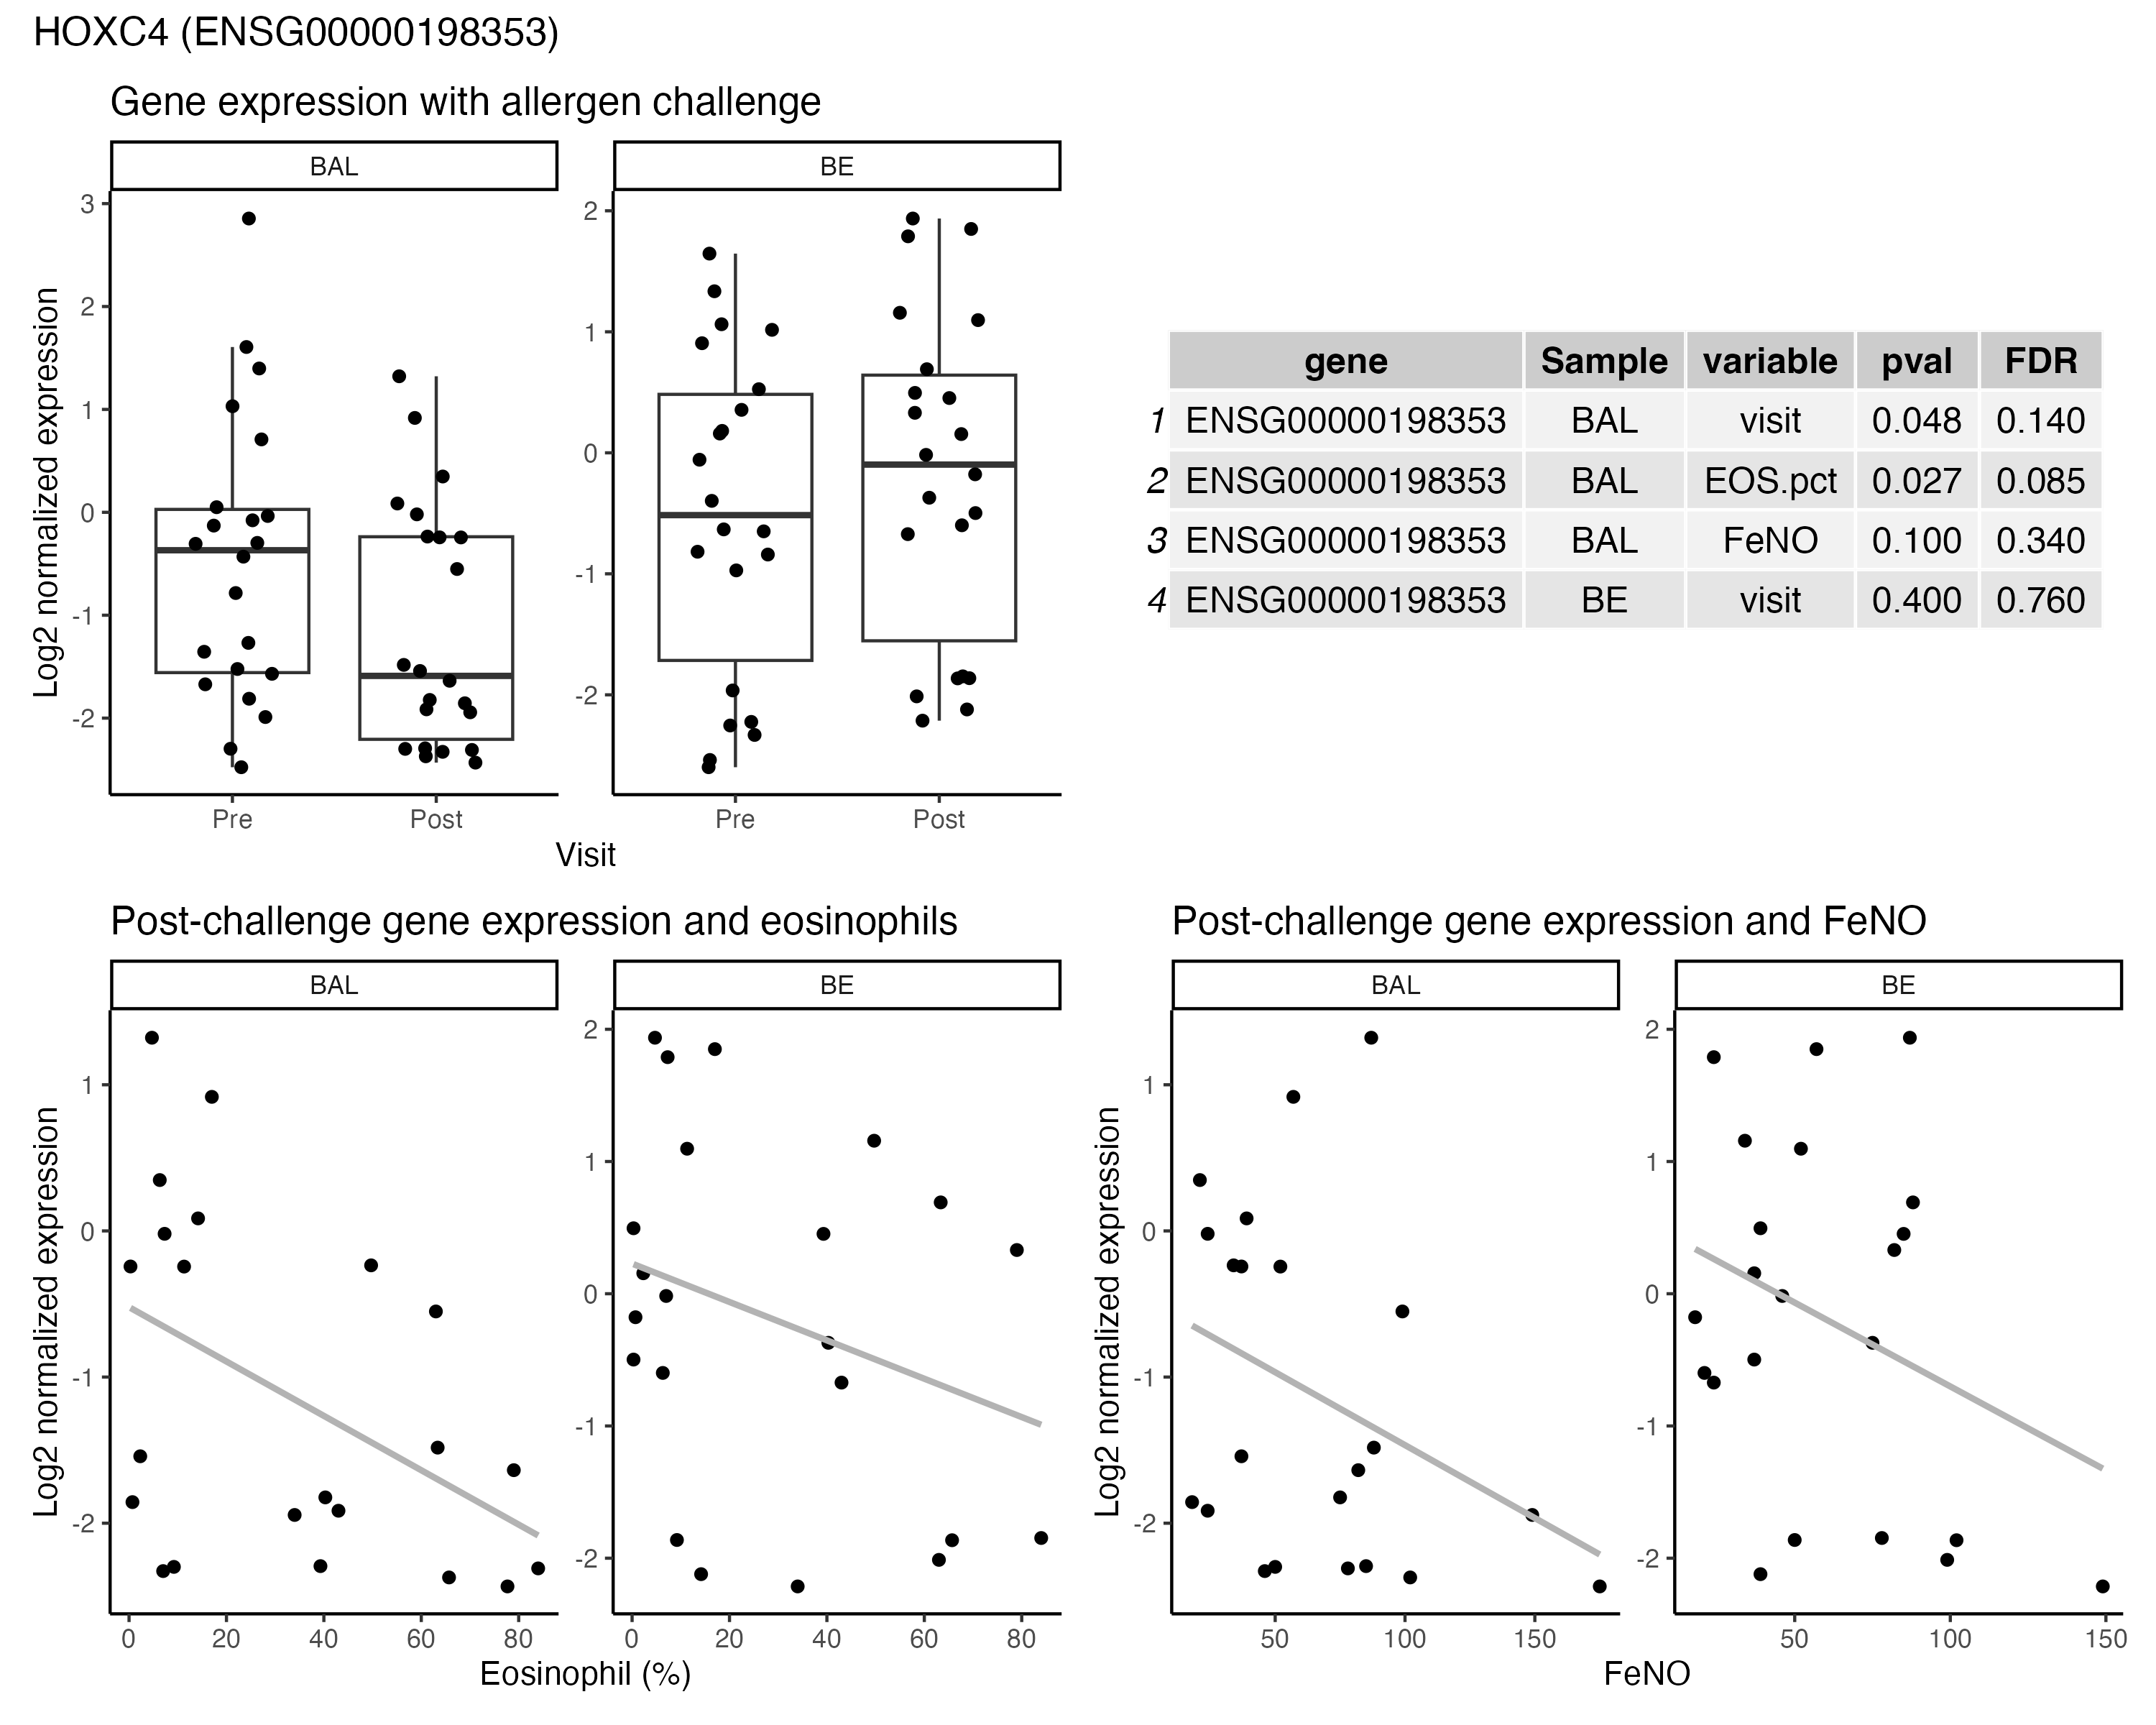 HOXC4 (ENSG00000198353)
Gene expression with allergen challenge
BAL
BE
Log2 normalized expression
3
2
1
0
-1
-2
2
1
0
-1
-2
Pre
Post
Pre
Post
Visit
gene Sample variable pval FDR
1 ENSG00000198353 BAL visit 0.048 0.140
2 ENSG00000198353 BAL EOS.pct 0.027 0.085
3 ENSG00000198353 BAL FeNO 0.100 0.340
4 ENSG00000198353 BE visit 0.400 0.760
Post-challenge gene expression and eosinophils
BAL
BE
Log2 normalized expression
1
0
-1
-2
2
1
0
-1
-2
0 20 40 60 80
0 20 40 60 80
Eosinophil (%)
Post-challenge gene expression and FeNO
BAL
BE
Log2 normalized expression
1
0
-1
-2
2
1
0
-1
-2
50 100 150
50 100 150
FeNO